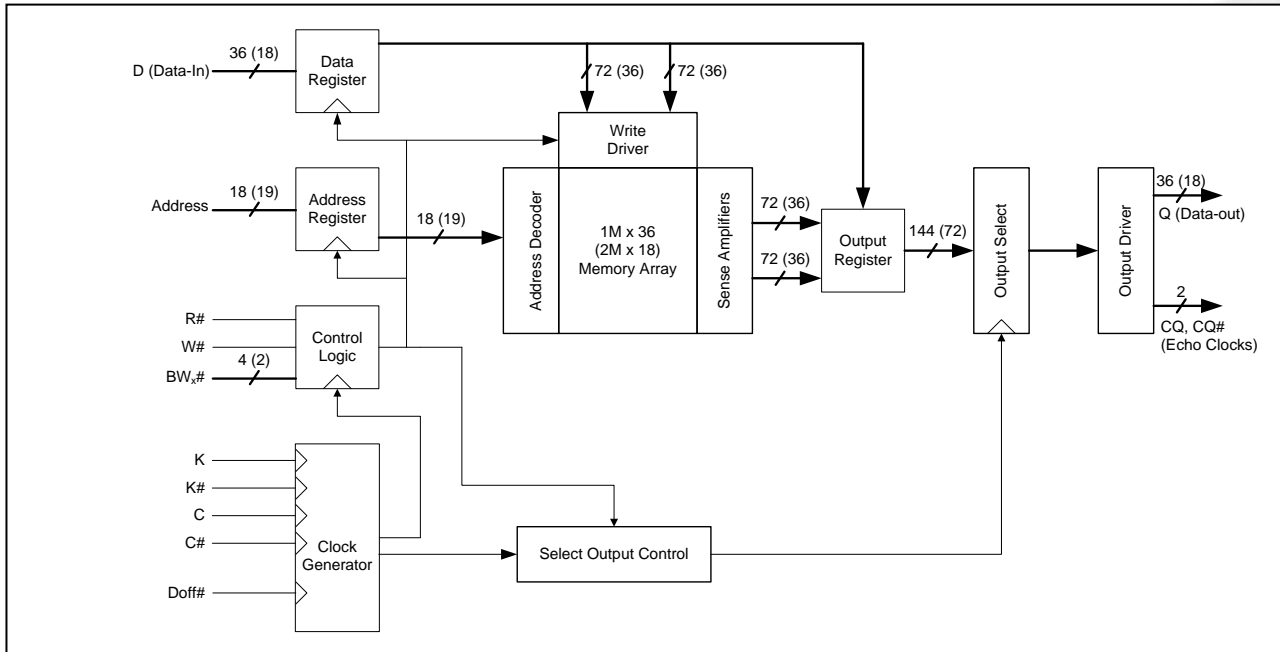 36 (18)
D (Data-In)
Data
Register
72 (36)
72 (36)
Write
Driver
18 (19)
Address
Address
Register
18 (19)
Address Decoder
1M x 36
(2M x 18)
Memory Array
Sense Amplifiers
72 (36)
72 (36)
Output
Register
144 (72)
Output Select
Output Driver
36 (18)
Q (Data-out)
2
CQ, CQ#
(Echo Clocks)
R#
W#
4 (2)
BWx#
Control
Logic
K
K#
C
C#
Doff#
Clock
Generator
Select Output Control